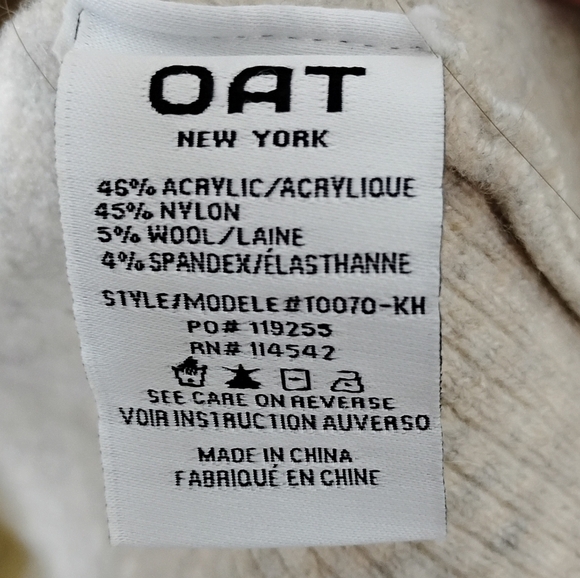 OAT
NEW YORK
46% ACRYLIC/ACRYLIQUE
45% NYLON
5% WOOL/LAINE
4% SPANDEX/ÉLASTHANNE
STYLE/MODELE #T0070-KH
PO# 119255
RN# 114542
SEE CARE ON REVERSE
VOIR INSTRUCTION AUVERSO
MADE IN CHINA
FABRIQUÉ EN CHINE